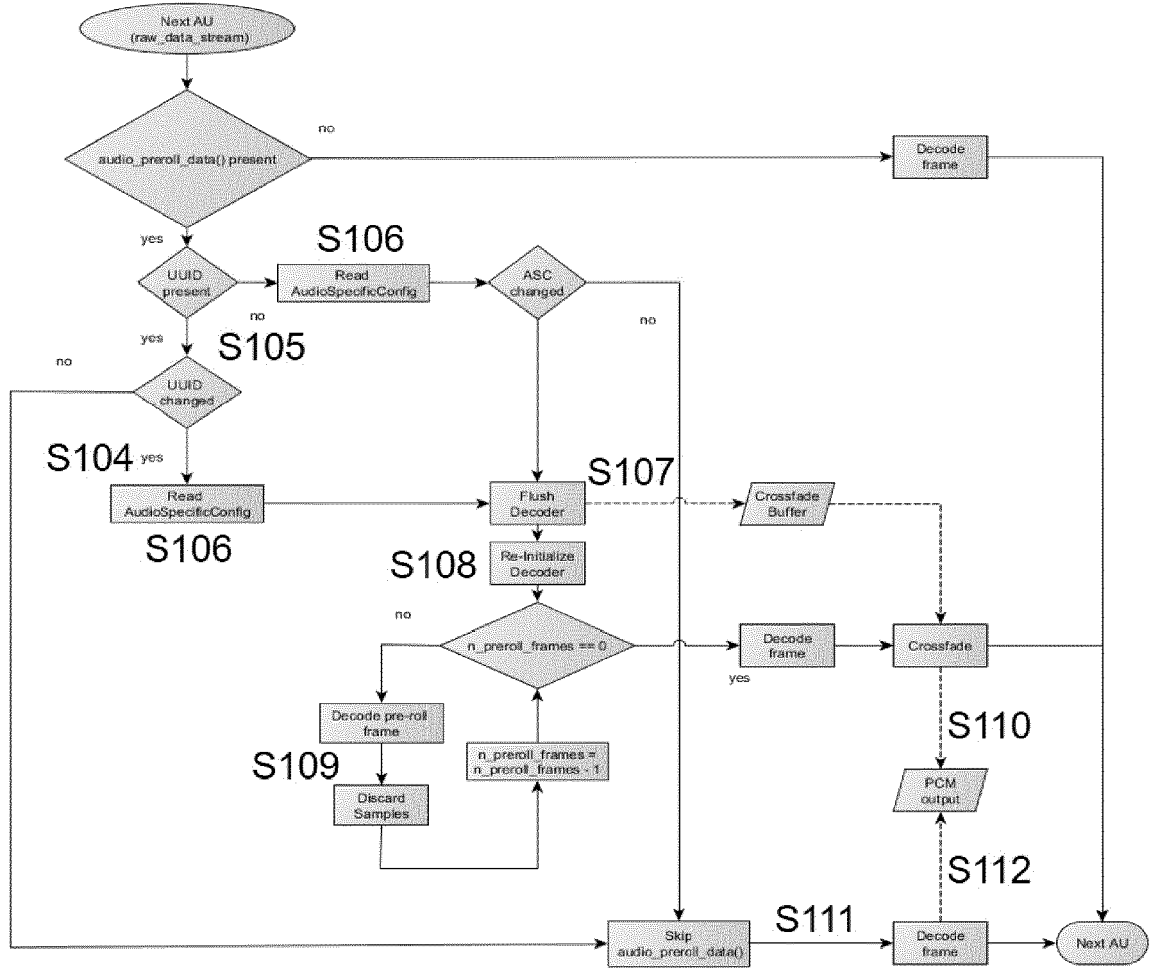 Next AU
(raw_data_stream)
no
audio_preroll_data() present
Decode
frame
yes
S106
UUID
present
Read
AudioSpecificConfig
ASC
changed
no
no
yes
S105
no
UUID
changed
S104
yes
S107
Read
AudioSpecificConfig
Flush
Decoder
Crossfade
Buffer
S106
S108
Re-Initialize
Decoder
no
n_preroll_frames == 0
Decode
frame
Crossfade
yes
Decode pre-roll
frame
S110
S109
n_preroll_frames =
n_preroll_frames - 1
Discard
Samples
PCM
output
S112
S111
Skip
audio_preroll_data()
Decode
frame
Next AU